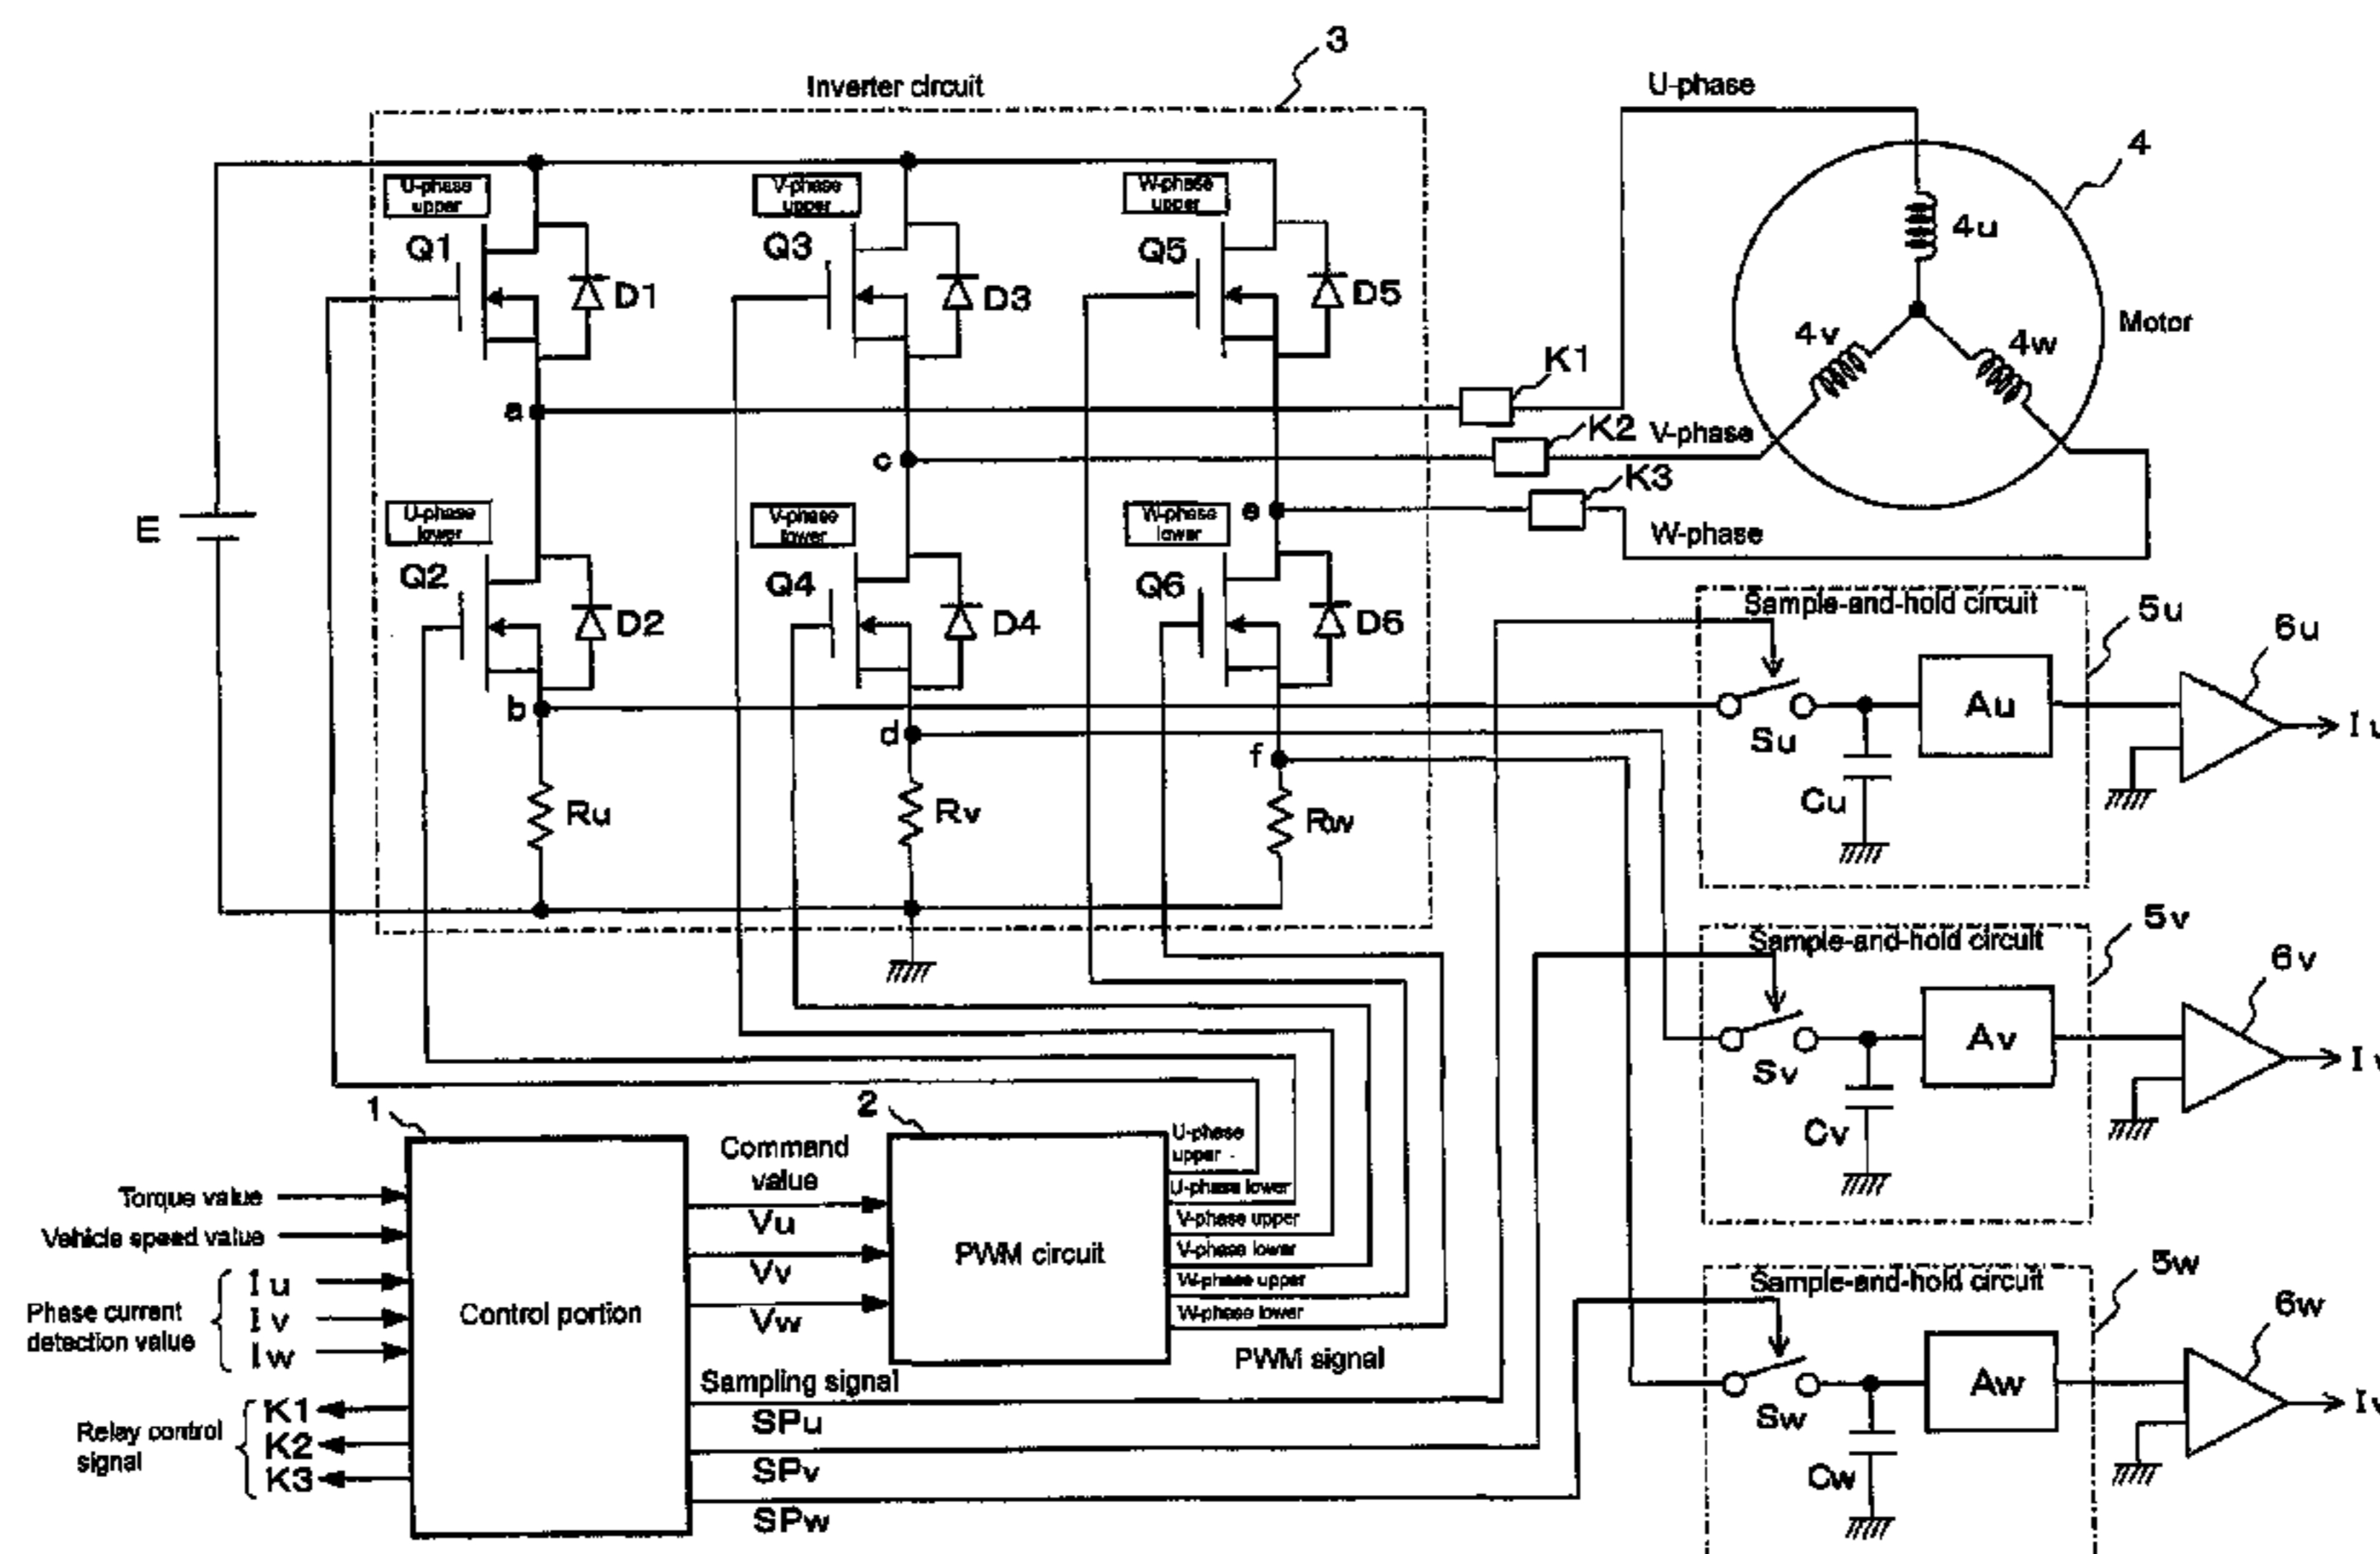 3
Inverter circuit
U-phase
4
U-phase
upper
V-phase
upper
W-phase
upper
Q1
Q3
Q5
4u
D1
D3
D5
4v
4w
Motor
K1
a
K2
V-phase
c
K3
e
W-phase
E
U-phase
lower
V-phase
lower
W-phase
lower
Q2
Q4
Q6
D2
D4
D6
Sample-and-hold circuit
5u
6u
b
d
f
Su
Au
Iu
Cu
Ru
Rv
Rw
Sample-and-hold circuit
5v
6v
Sv
Av
I
Cv
1
2
Command
value
U-phase
upper
U-phase lower
V-phase upper
V-phase lower
W-phase upper
W-phase lower
Torque value
Vehicle speed value
Vu
Vv
Vw
PWM circuit
PWM signal
Phase current
detection value
Iu
Iv
Iw
Control portion
Relay control
signal
K1
K2
K3
Sampling signal
SPu
SPv
SPw
Sample-and-hold circuit
5w
6w
Sw
Aw
I
Cw